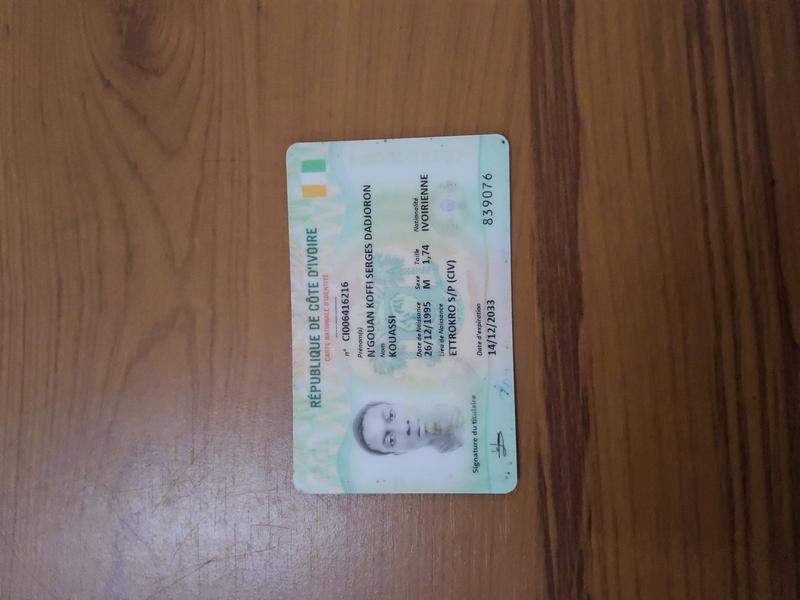 RÉPUBLIQUE DE CÔTE D'IVOIRE
CARTE NATIONALE D'IDENTITÉ
n° CI006416216
Prénom(s)
N'GOUAN KOFFI SERGES DADJORON
Nom
KOUASSI
Date de Naissance Sexe Taille Nationalité
26/12/1995 M 1,74 IVOIRIENNE
Lieu de Naissance
ETTROKRO S/P (CIV)
Signature du titulaire Date d'expiration
14/12/2033 839076